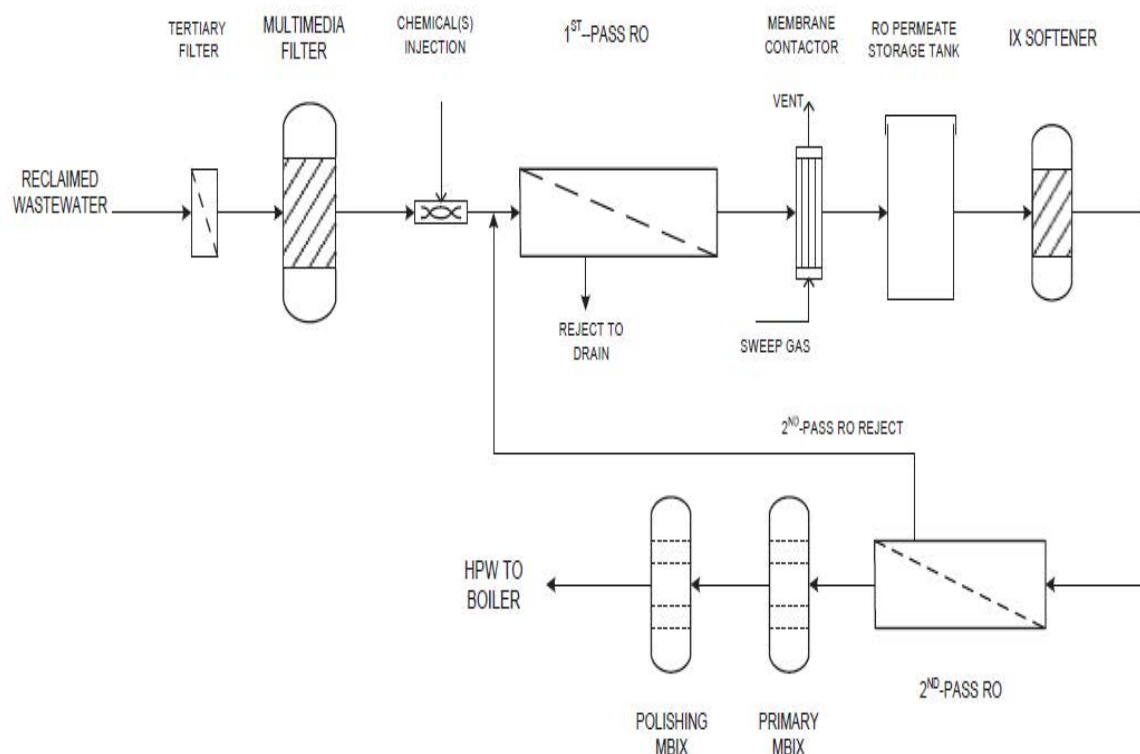 TERTIARY
FILTER
MULTIMEDIA
FILTER
CHEMICAL(S)
INJECTION
1ST--PASS RO
MEMBRANE
CONTACTOR
RO PERMEATE
STORAGE TANK
IX SOFTENER
VENT
RECLAIMED
WASTEWATER
REJECT TO
DRAIN
SWEEP GAS
2ND-PASS RO REJECT
HPW TO
BOILER
2ND-PASS RO
POLISHING
MBIX
PRIMARY
MBIX